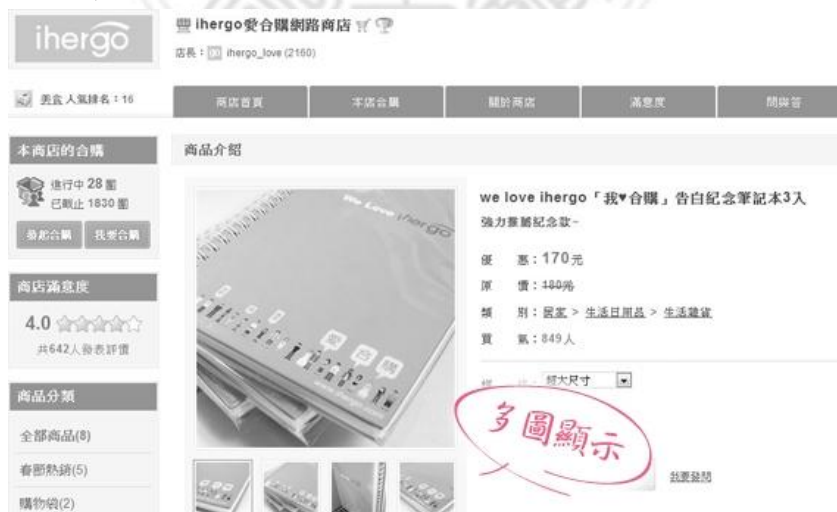 ihergo
ihergo愛合購網路商店
店長： go ihergo_love (2160)
美食 人氣排名：16
商店首頁
本店合購
關於商店
滿意度
問與答
本商店的合購
進行中 28 團
已截止 1830 團
發起合購
我要合購
商店滿意度
4.0
共642人發表評價
商品分類
全部商品(8)
春節熱銷(5)
購物袋(2)
商品介紹
We Love ihergo
愛合購
we love ihergo「我♥合購」告白紀念筆記本3入
強力推薦紀念款~
優 惠：170元
原 價：180元
類 別：居家 > 生活日用品 > 生活雜貨
買 氣：849人
超大尺寸
多圖顯示
我要發問